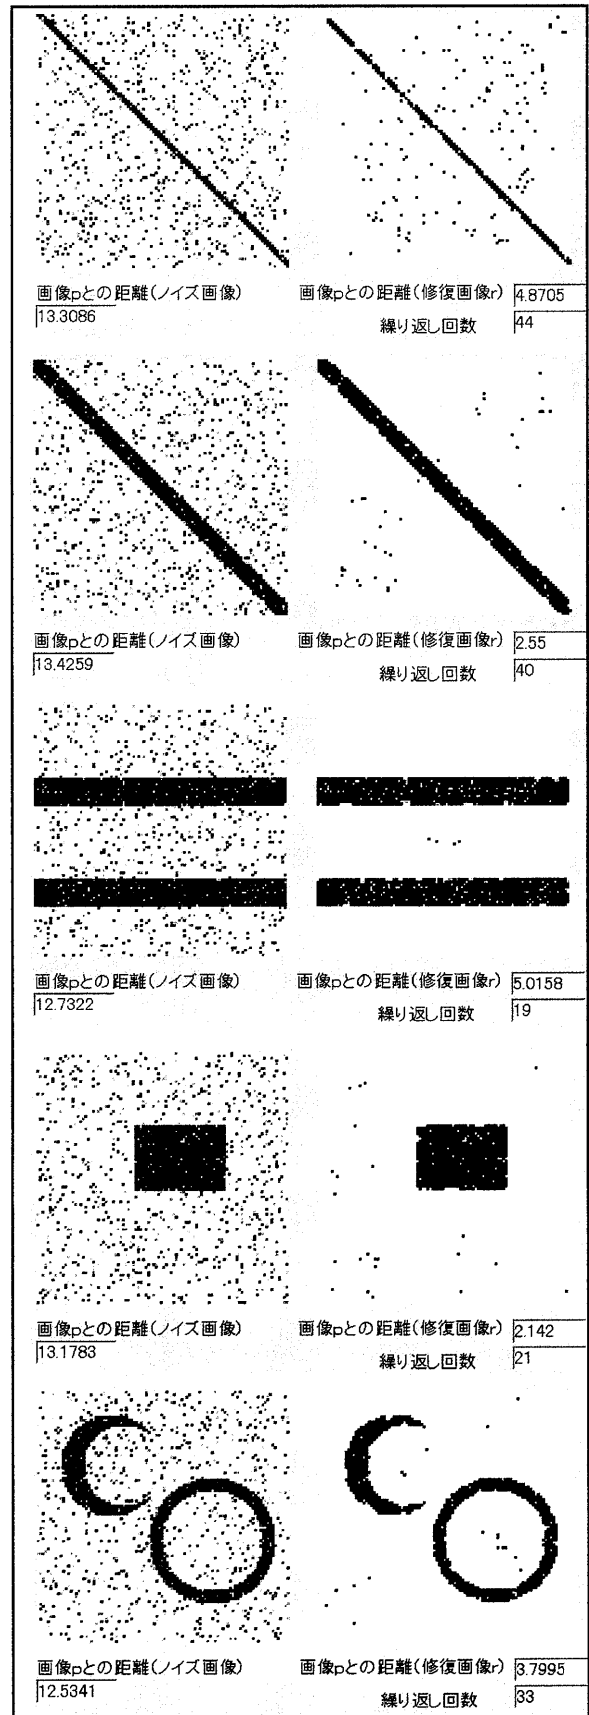 画像pとの距離(ノイズ画像) 画像pとの距離(修復画像r) 4.8705
13.3086
繰り返し回数 44
画像pとの距離(ノイズ画像) 画像pとの距離(修復画像r) 2.55
13.4259
繰り返し回数 40
画像pとの距離(ノイズ画像) 画像pとの距離(修復画像r) 5.0158
12.7322
繰り返し回数 19
画像pとの距離(ノイズ画像) 画像pとの距離(修復画像r) 2.142
13.1783
繰り返し回数 21
画像pとの距離(ノイズ画像) 画像pとの距離(修復画像r) 3.7995
12.5341
繰り返し回数 33